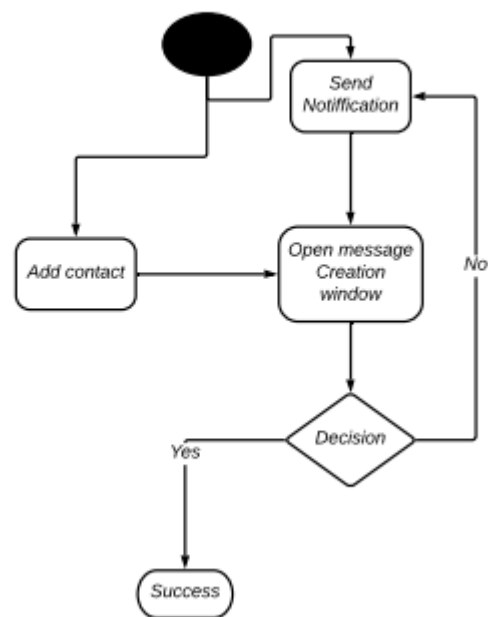 Send
Notiffication
Add contact
Open message
Creation
window
No
Decision
Yes
Success